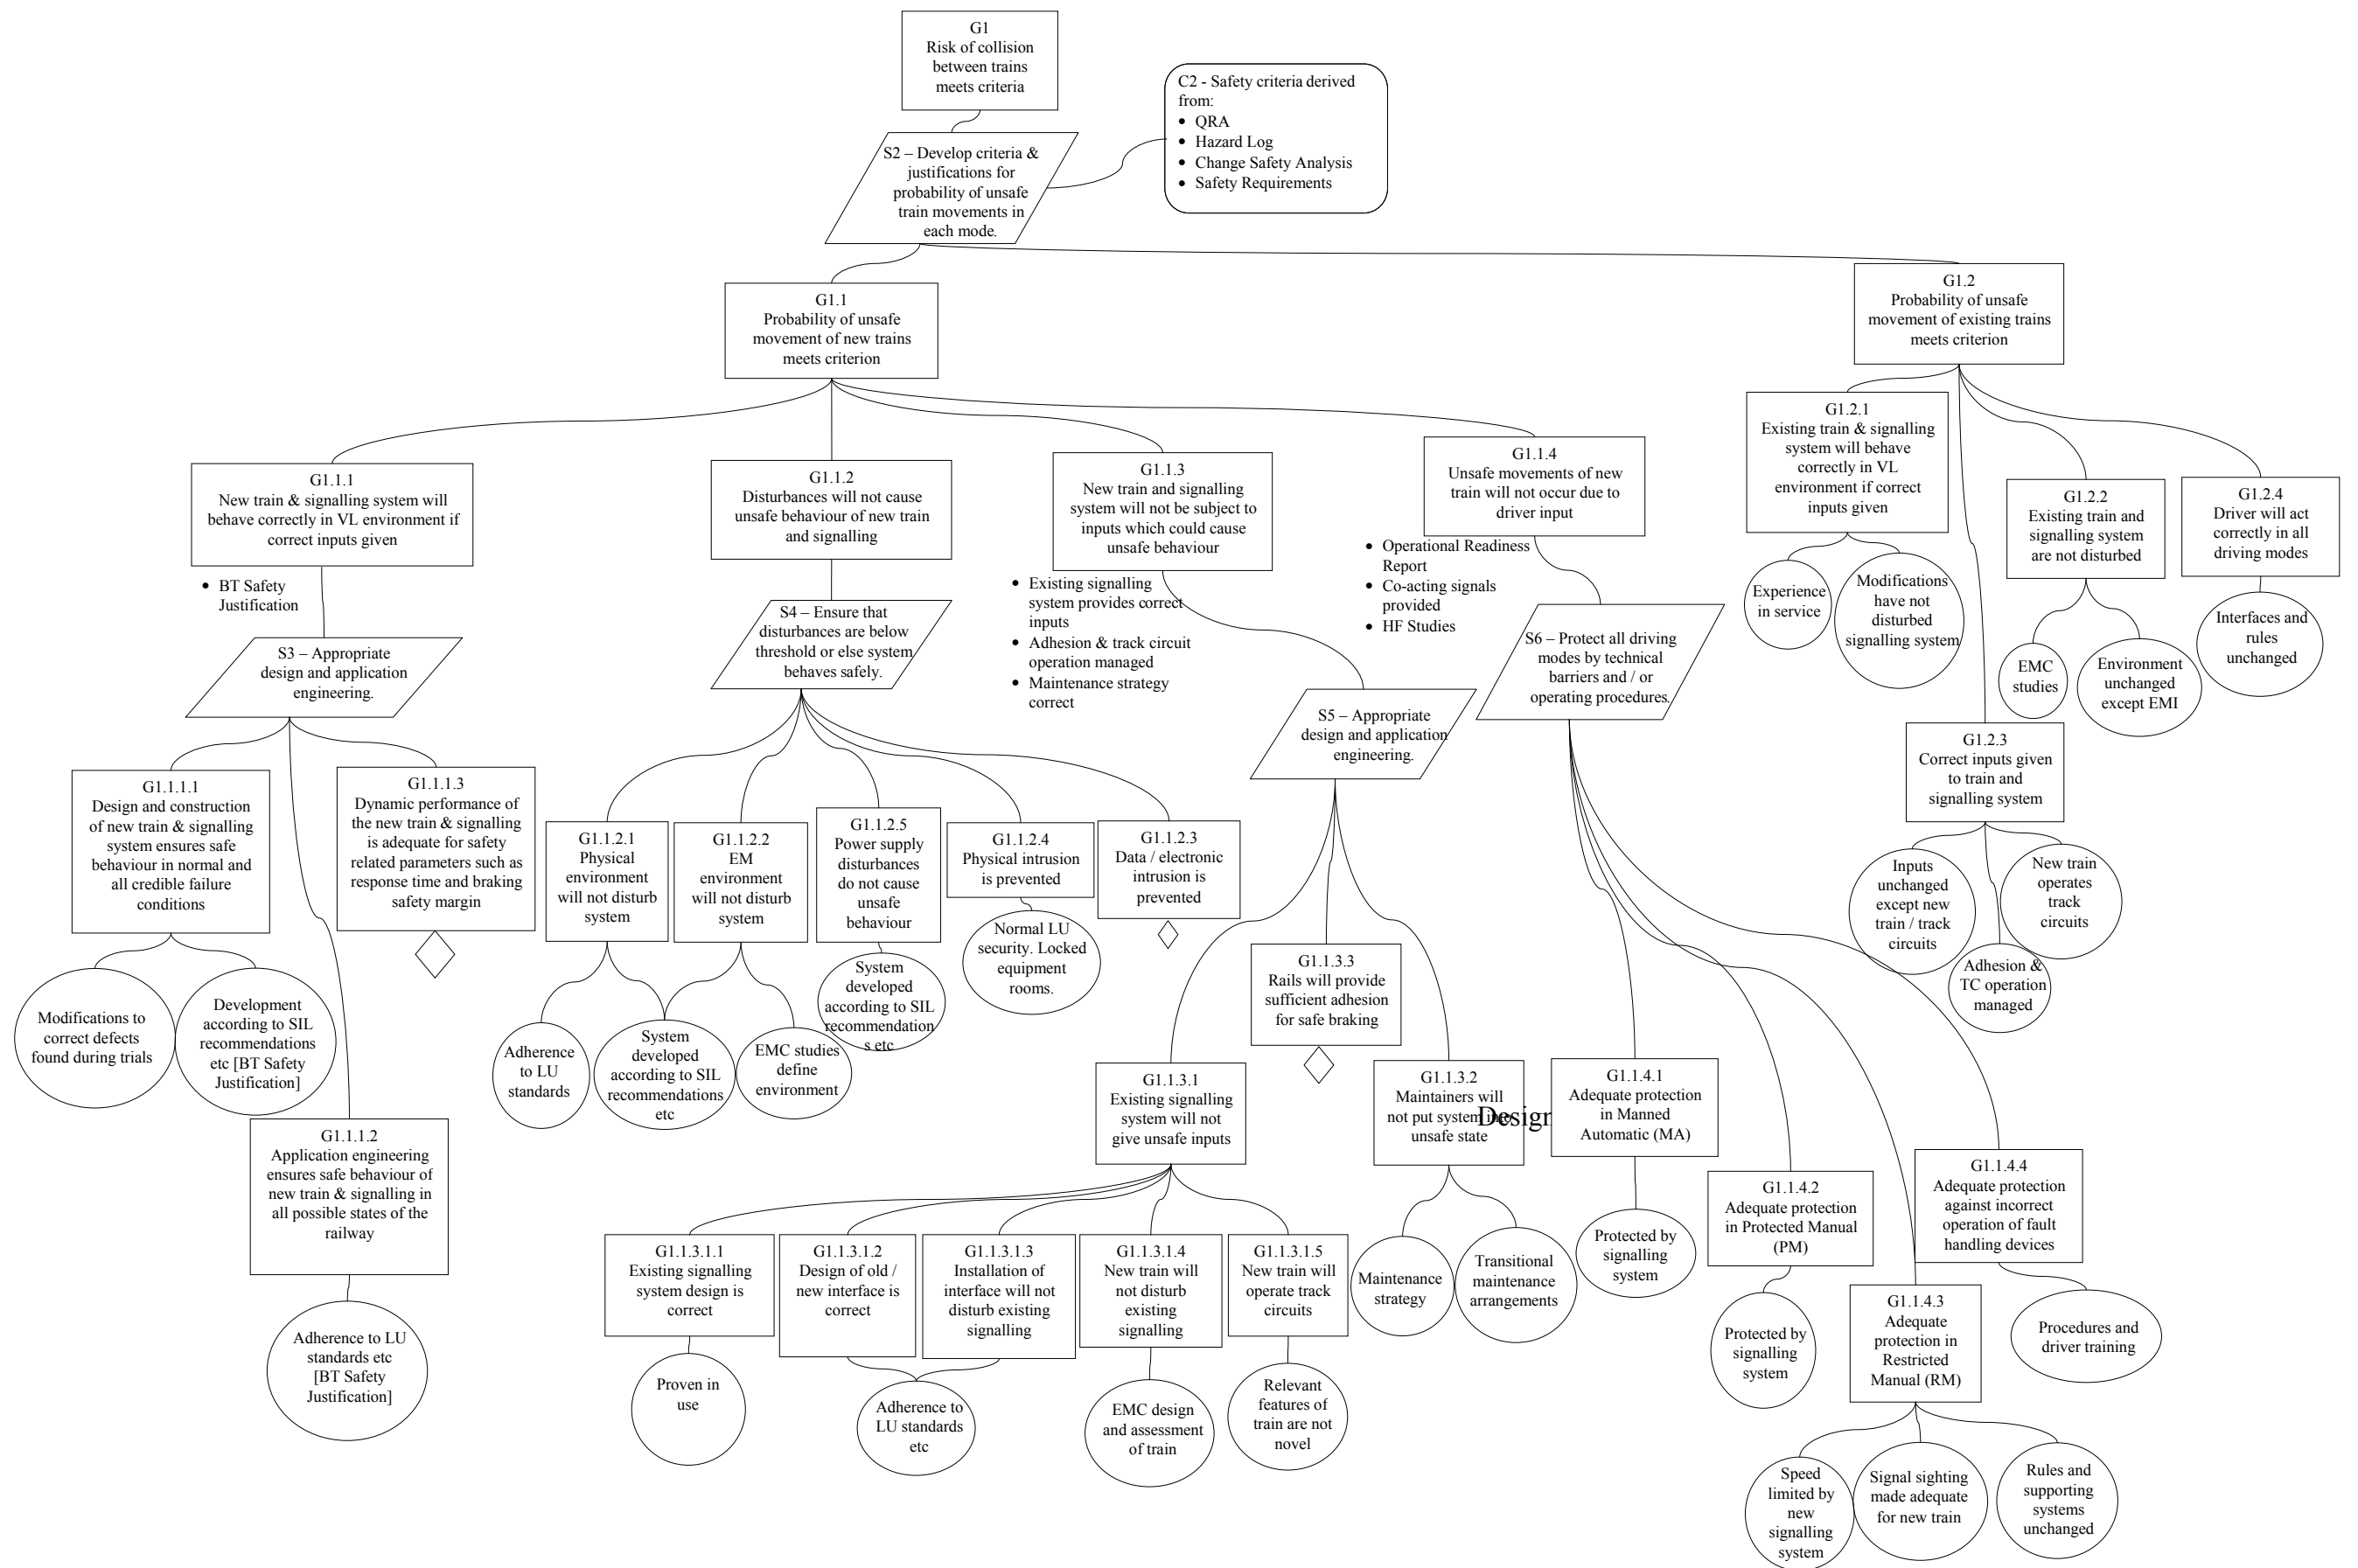 G1
Risk of collision
between trains
meets criteria
C2 - Safety criteria derived
from:
• QRA
• Hazard Log
• Change Safety Analysis
• Safety Requirements
S2 – Develop criteria &
justifications for
probability of unsafe
train movements in
each mode.
G1.1
Probability of unsafe
movement of new trains
meets criterion
G1.2
Probability of unsafe
movement of existing trains
meets criterion
G1.1.1
New train & signalling system will
behave correctly in VL environment if
correct inputs given
• BT Safety
Justification
G1.1.2
Disturbances will not cause
unsafe behaviour of new train
and signalling
G1.1.3
New train and signalling
system will not be subject to
inputs which could cause
unsafe behaviour
• Existing signalling
system provides correct
inputs
• Adhesion & track circuit
operation managed
• Maintenance strategy
correct
G1.1.4
Unsafe movements of new
train will not occur due to
driver input
• Operational Readiness
Report
• Co-acting signals
provided
• HF Studies
G1.2.1
Existing train & signalling
system will behave
correctly in VL
environment if correct
inputs given
G1.2.2
Existing train and
signalling system
are not disturbed
G1.2.4
Driver will act
correctly in all
driving modes
Experience
in service
Modifications
have not
disturbed
signalling system
EMC
studies
Environment
unchanged
except EMI
Interfaces and
rules
unchanged
S3 – Appropriate
design and application
engineering.
S4 – Ensure that
disturbances are below
threshold or else system
behaves safely.
S5 – Appropriate
design and application
engineering.
S6 – Protect all driving
modes by technical
barriers and / or
operating procedures.
G1.2.3
Correct inputs given
to train and
signalling system
Inputs
unchanged
except new
train / track
circuits
New train
operates
track
circuits
Adhesion &
TC operation
managed
G1.1.1.1
Design and construction
of new train & signalling
system ensures safe
behaviour in normal and
all credible failure
conditions
G1.1.1.3
Dynamic performance of
the new train & signalling
is adequate for safety
related parameters such as
response time and braking
safety margin
G1.1.2.1
Physical
environment
will not disturb
system
G1.1.2.2
EM
environment
will not disturb
system
G1.1.2.5
Power supply
disturbances
do not cause
unsafe
behaviour
G1.1.2.4
Physical intrusion
is prevented
G1.1.2.3
Data / electronic
intrusion is
prevented
Modifications to
correct defects
found during trials
Development
according to SIL
recommendations
etc [BT Safety
Justification]
Adherence
to LU
standards
System
developed
according to SIL
recommendations
etc
EMC studies
define
environment
System
developed
according to SIL
recommendation
s etc
Normal LU
security. Locked
equipment
rooms.
G1.1.3.3
Rails will provide
sufficient adhesion
for safe braking
G1.1.1.2
Application engineering
ensures safe behaviour of
new train & signalling in
all possible states of the
railway
Adherence to LU
standards etc
[BT Safety
Justification]
G1.1.3.1
Existing signalling
system will not
give unsafe inputs
G1.1.3.2
Maintainers will
not put system into
unsafe state
Design
G1.1.4.1
Adequate protection
in Manned
Automatic (MA)
G1.1.4.2
Adequate protection
in Protected Manual
(PM)
G1.1.4.4
Adequate protection
against incorrect
operation of fault
handling devices
G1.1.3.1.1
Existing signalling
system design is
correct
G1.1.3.1.2
Design of old /
new interface is
correct
G1.1.3.1.3
Installation of
interface will not
disturb existing
signalling
G1.1.3.1.4
New train will
not disturb
existing
signalling
G1.1.3.1.5
New train will
operate track
circuits
Maintenance
strategy
Transitional
maintenance
arrangements
Protected by
signalling
system
Protected by
signalling
system
G1.1.4.3
Adequate
protection in
Restricted
Manual (RM)
Procedures and
driver training
Proven in
use
Adherence to
LU standards
etc
EMC design
and assessment
of train
Relevant
features of
train are not
novel
Speed
limited by
new
signalling
system
Signal sighting
made adequate
for new train
Rules and
supporting
systems
unchanged